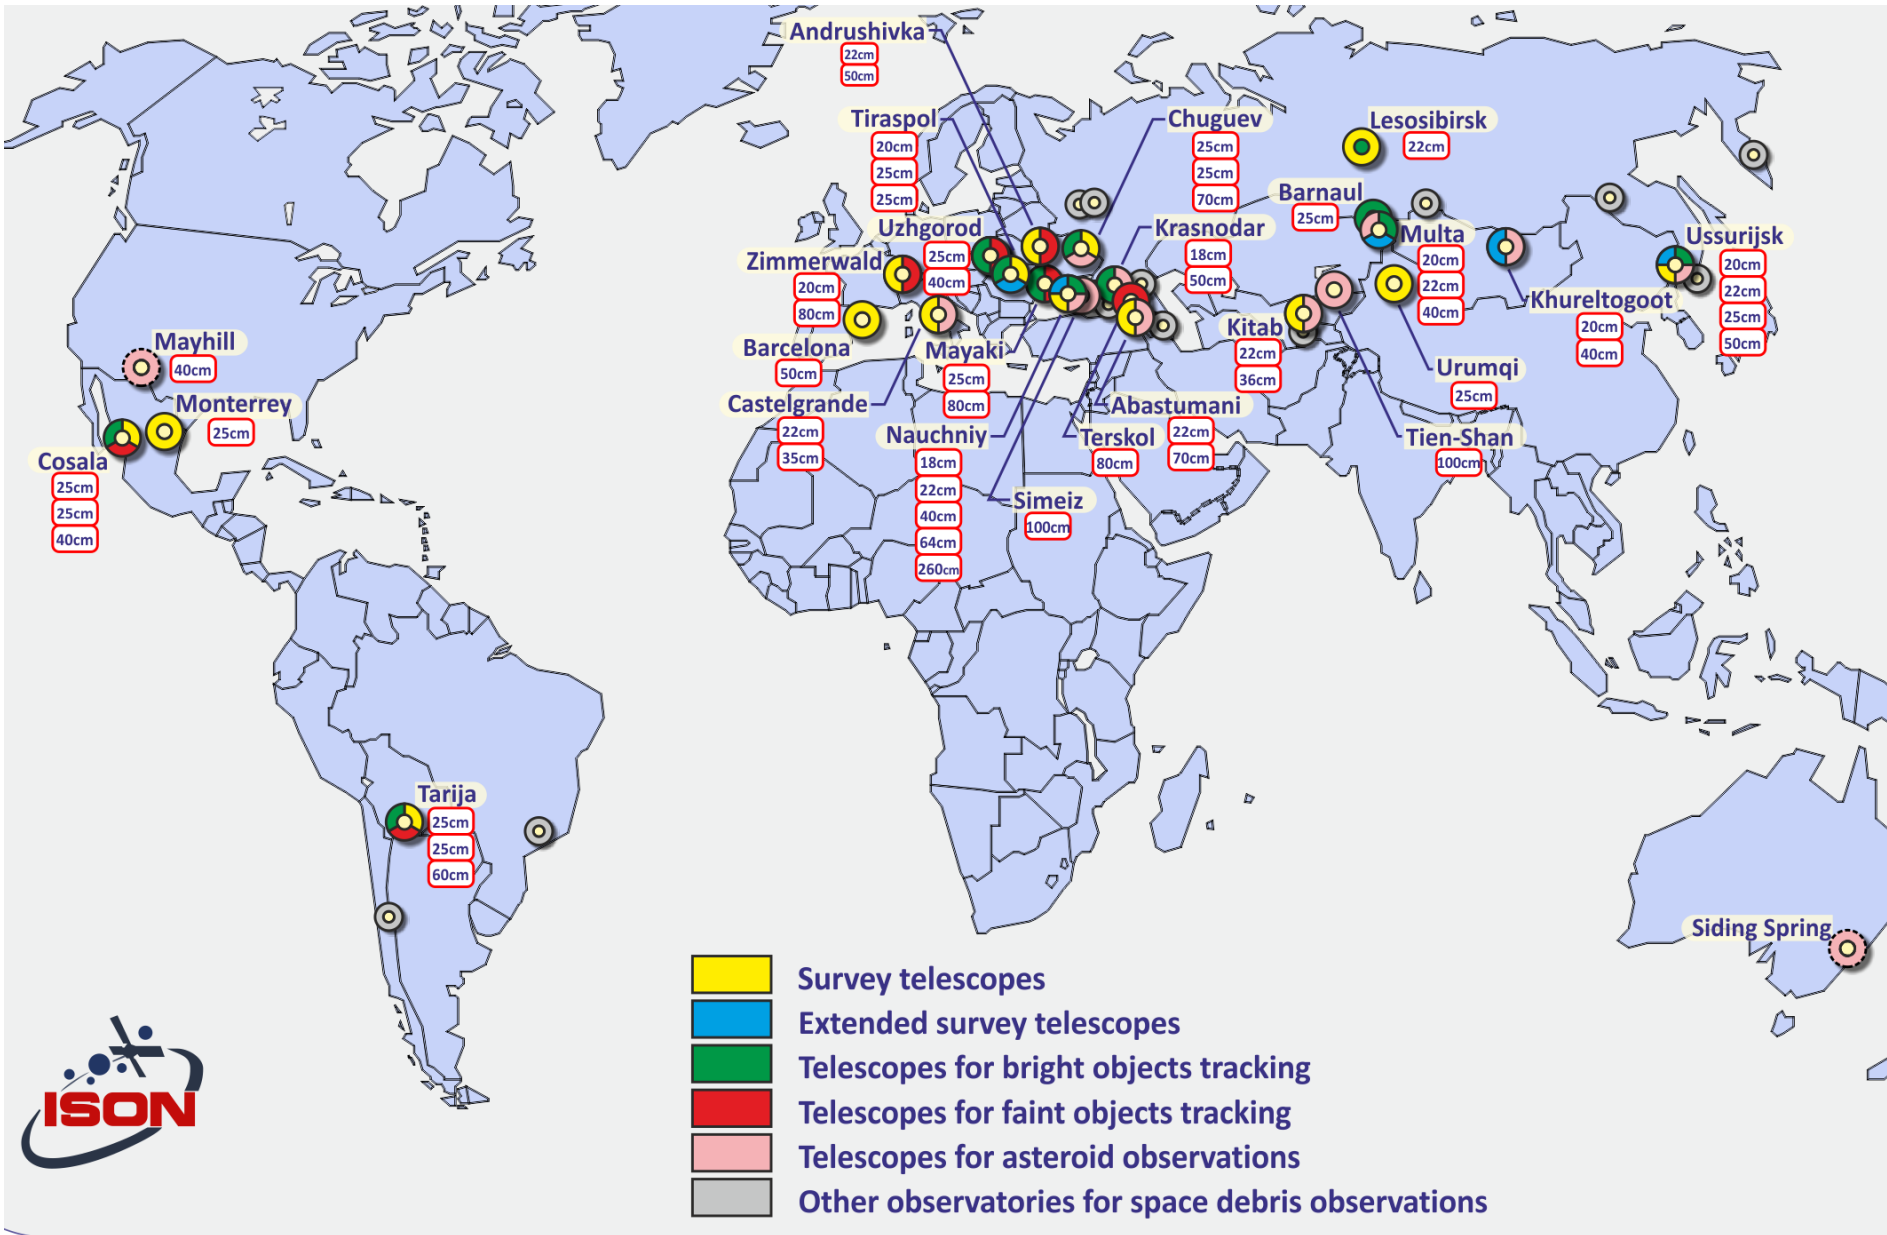 Andrushivka
22cm
50cm
Tiraspol
20cm
25cm
25cm
Chuguev
25cm
25cm
70cm
Lesosibirsk
22cm
Barnaul
25cm
Uzhgorod
25cm
40cm
Krasnodar
18cm
50cm
Multa
20cm
22cm
40cm
Ussurijsk
20cm
22cm
25cm
50cm
Zimmerwald
20cm
80cm
Khureltogoot
20cm
40cm
Kitab
22cm
36cm
Mayhill
40cm
Barcelona
50cm
Mayaki
25cm
80cm
Urumqi
25cm
Monterrey
25cm
Castelgrande
22cm
35cm
Abastumani
22cm
70cm
Nauchniy
18cm
22cm
40cm
64cm
260cm
Terskol
80cm
Tien-Shan
100cm
Cosala
25cm
25cm
40cm
Simeiz
100cm
Tarija
25cm
25cm
60cm
Siding Spring
Survey telescopes
Extended survey telescopes
Telescopes for bright objects tracking
Telescopes for faint objects tracking
Telescopes for asteroid observations
Other observatories for space debris observations
ISON